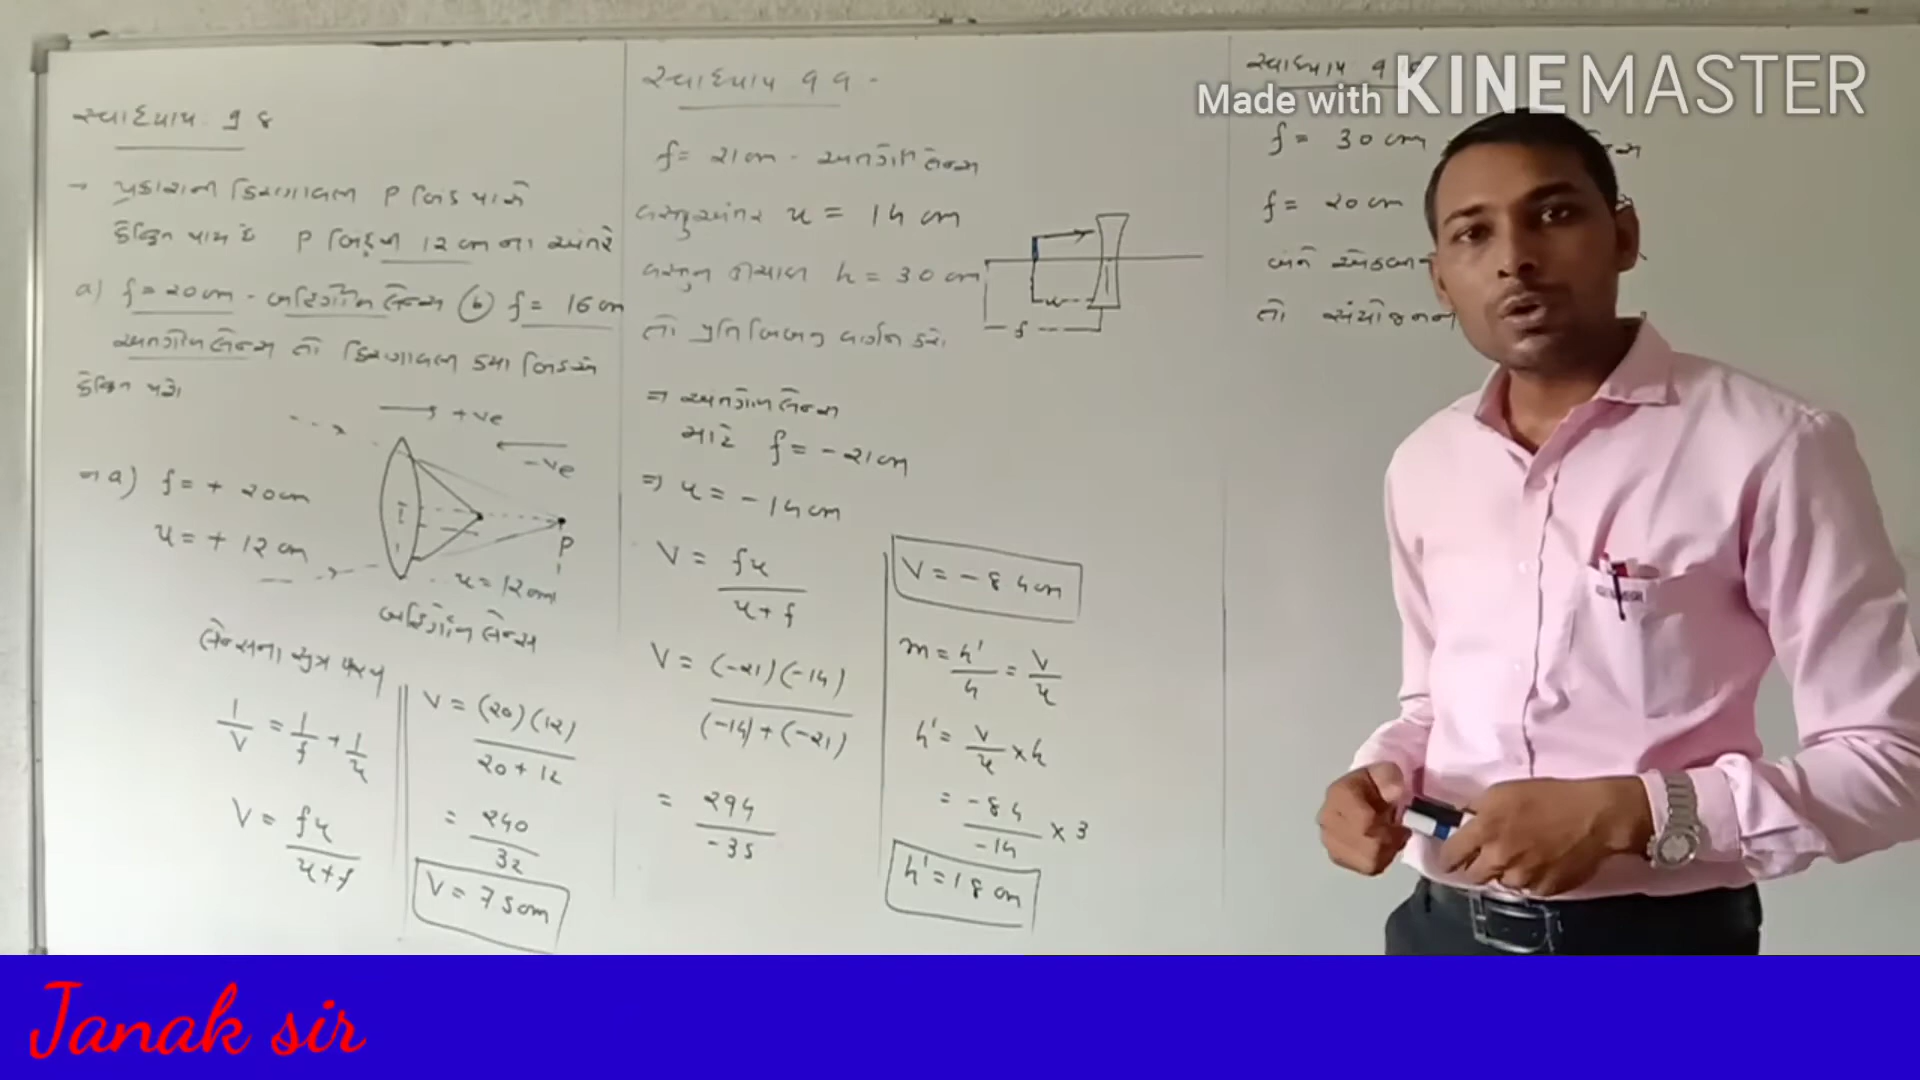 સ્વાધ્યાય ૧૮
→ પ્રકાશની કિરણાવલી P બિંદુ પાસે
કેન્દ્રિત પામે છે P બિંદુથી 12 cm ના અંતરે
a) f = 20 cm - બહિર્ગોળ લેન્સ (b) f = 16 cm
અંતર્ગોળ લેન્સ તો કિરણાવલી કયા બિંદુએ
કેન્દ્રિત થશે
→ +ve
← -ve
a) f = + 20 cm
u = + 12 cm
P
u = 12 cm
બહિર્ગોળ લેન્સ
લેન્સના સૂત્ર પરથી
1/V = 1/f + 1/u
V = fu/u+f
V = (20)(12)/20+12
= 240/32
V = 7.5 cm
સ્વાધ્યાય ૧૧ -
f = 21 cm - અંતર્ગોળ લેન્સ
વસ્તુઅંતર u = 14 cm
વસ્તુની ઊંચાઈ h = 3.0 cm
તો પ્રતિબિંબનું વર્ણન કરો
u
f
⇒ અંતર્ગોળ લેન્સ
માટે f = - 21 cm
⇒ u = - 14 cm
V = fu/u+f
V = (-21)(-14)/(-14)+(-21)
= 294/-35
V = - 8.4 cm
m = h'/h = V/u
h' = V/u × h
= -8.4/-14 × 3
h' = 1.8 cm
સ્વાધ્યાય
f = 30 cm
f = 20 cm
બંને
તો સંયોજનન
Made with KINEMASTER
Janak sir